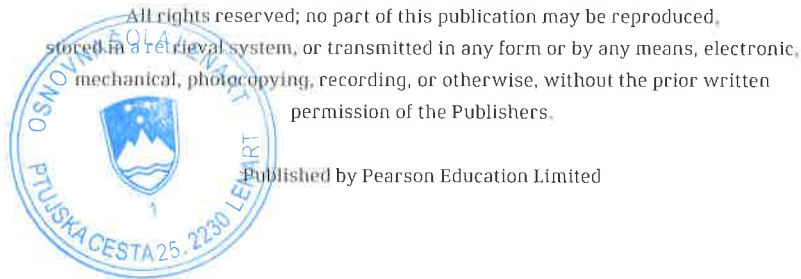 All rights reserved; no part of this publication may be reproduced,
stored in a retrieval system, or transmitted in any form or by any means, electronic,
mechanical, photocopying, recording, or otherwise, without the prior written
permission of the Publishers.
Published by Pearson Education Limited
OSNOVNA ŠOLA LENART
PTUJSKA CESTA 25, 2230 LENART
1